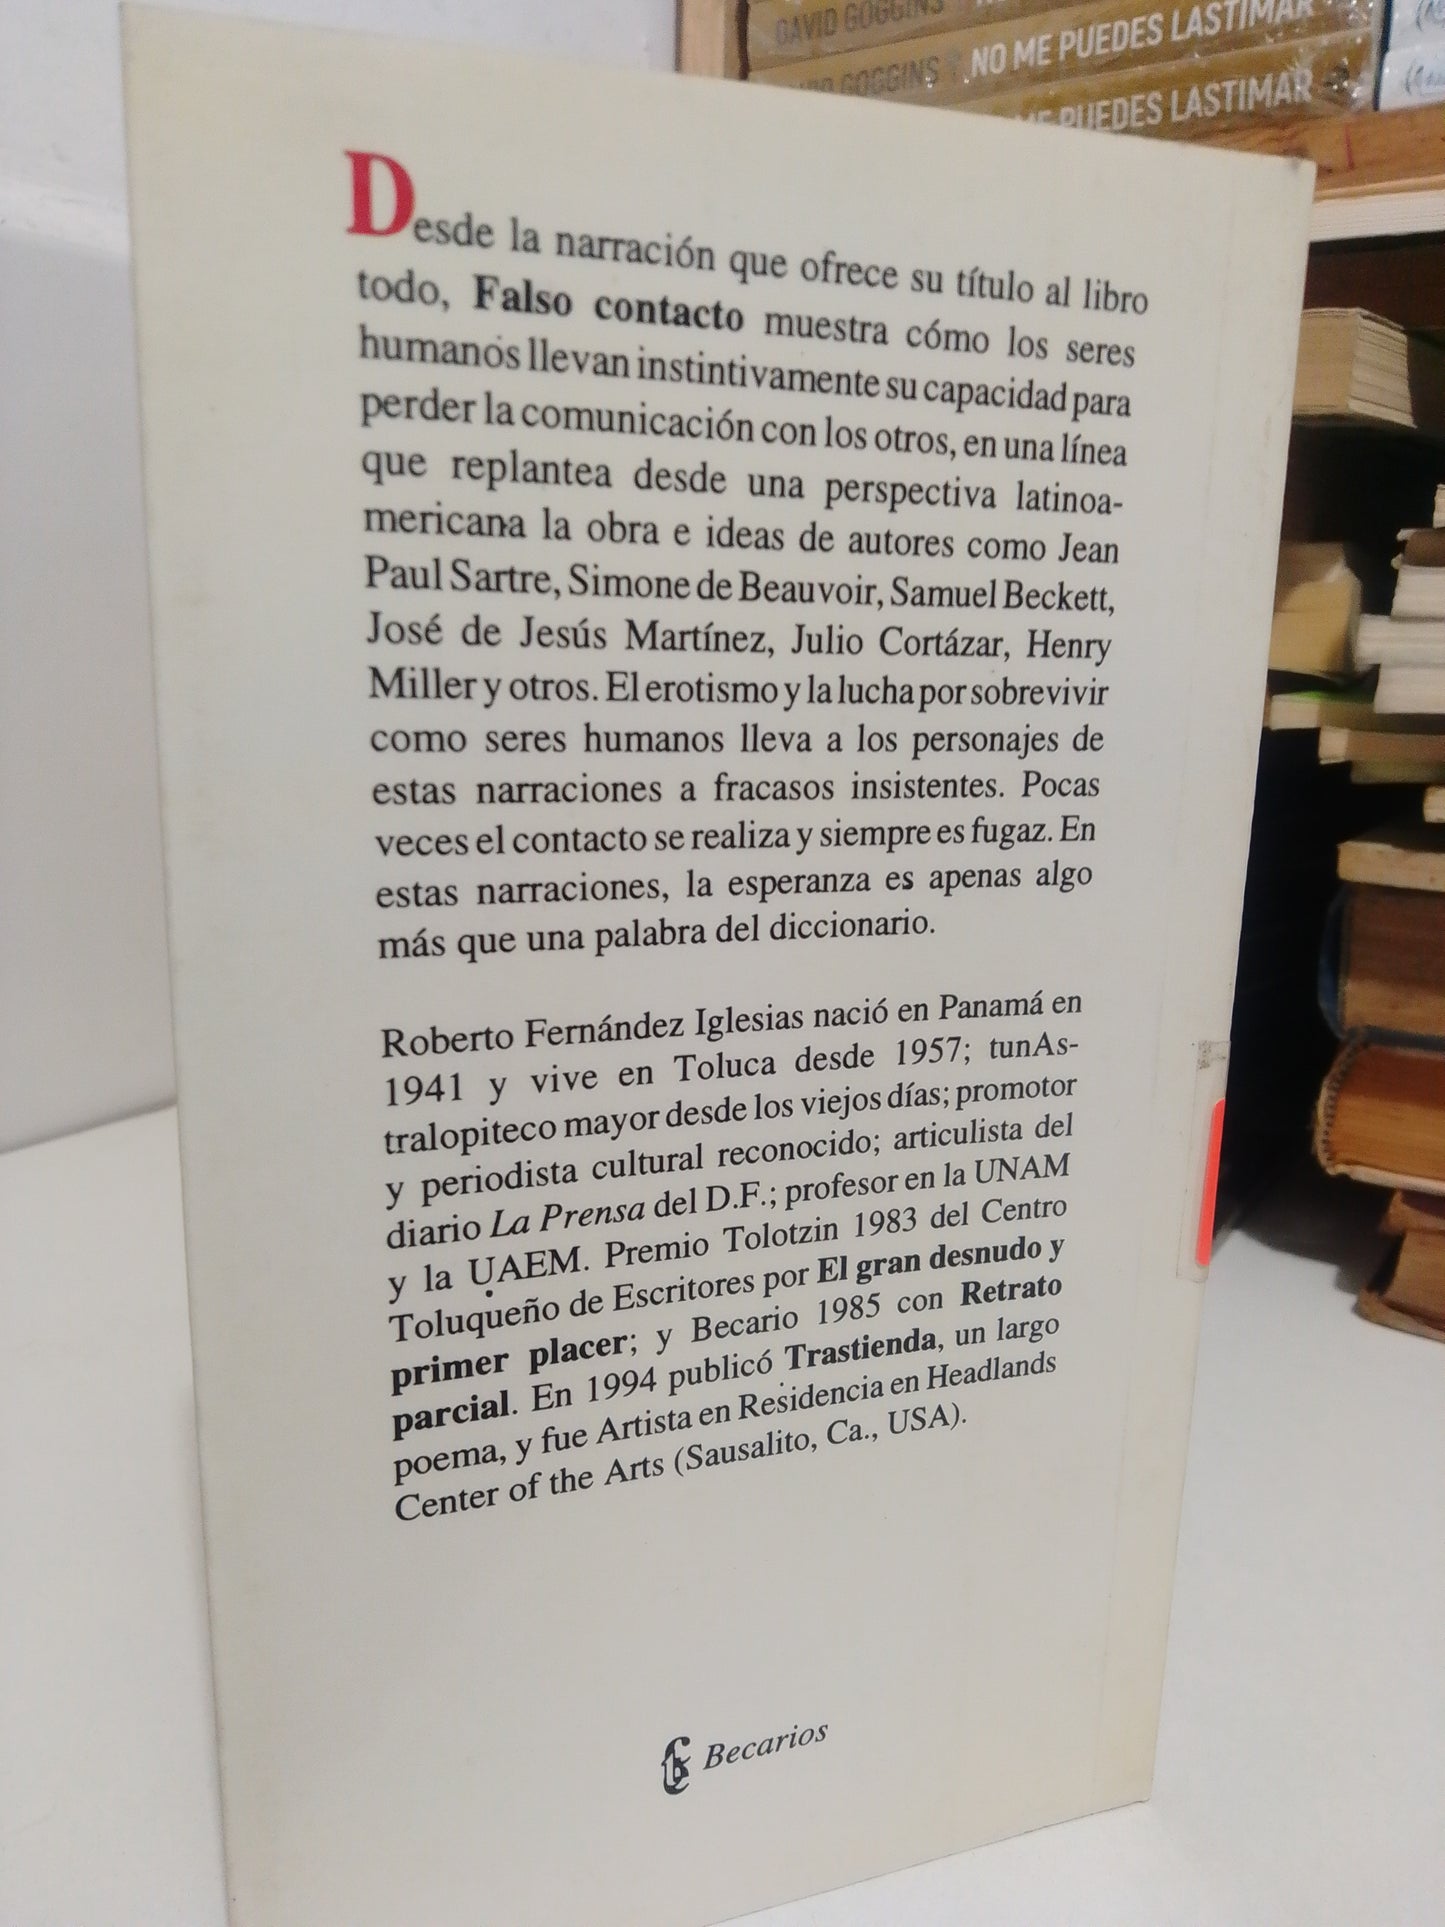 DAVID GOGGINS
NO ME PUEDES LASTIMAR
GOGGINS
PUEDES LASTIMAR
Desde la narración que ofrece su título al libro
todo, Falso contacto muestra cómo los seres
humanos llevan instintivamente su capacidad para
perder la comunicación con los otros, en una línea
que replantea desde una perspectiva latinoa-
mericana la obra e ideas de autores como Jean
Paul Sartre, Simone de Beauvoir, Samuel Beckett,
José de Jesús Martínez, Julio Cortázar, Henry
Miller y otros. El erotismo y la lucha por sobrevivir
como seres humanos lleva a los personajes de
estas narraciones a fracasos insistentes. Pocas
veces el contacto se realiza y siempre es fugaz. En
estas narraciones, la esperanza es apenas algo
más que una palabra del diccionario.
Roberto Fernández Iglesias nació en Panamá en
1941 y vive en Toluca desde 1957; tunAs-
tralopiteco mayor desde los viejos días; promotor
y periodista cultural reconocido; articulista del
diario La Prensa del D.F.; profesor en la UNAM
y la UAEM. Premio Tolotzin 1983 del Centro
Toluqueño de Escritores por El gran desnudo y
primer placer; y Becario 1985 con Retrato
parcial. En 1994 publicó Trastienda, un largo
poema, y fue Artista en Residencia en Headlands
Center of the Arts (Sausalito, Ca., USA).
Becarios